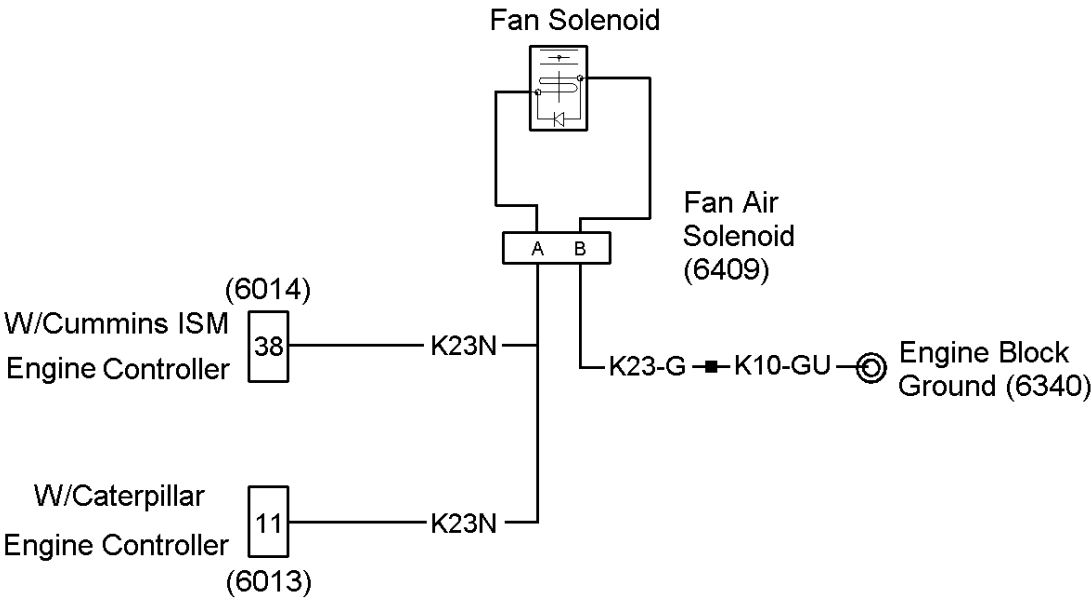 Fan Solenoid
Fan Air
Solenoid
(6409)
A B
(6014)
W/Cummins ISM
Engine Controller
38
K23N
K23-G
K10-GU
Engine Block
Ground (6340)
W/Caterpillar
Engine Controller
11
K23N
(6013)